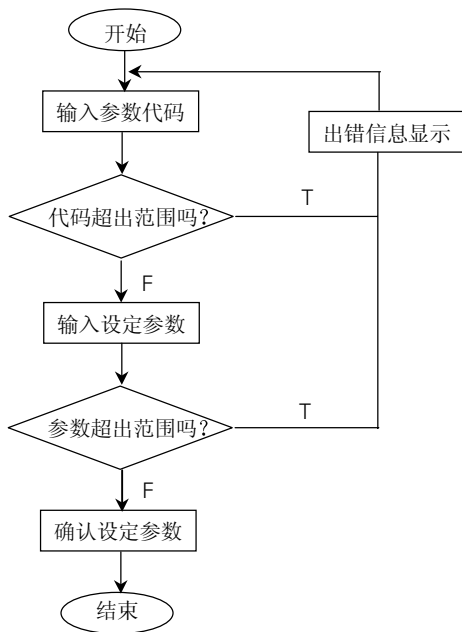 开始
输入参数代码
出错信息显示
代码超出范围吗?
T
F
输入设定参数
参数超出范围吗?
T
F
确认设定参数
结束